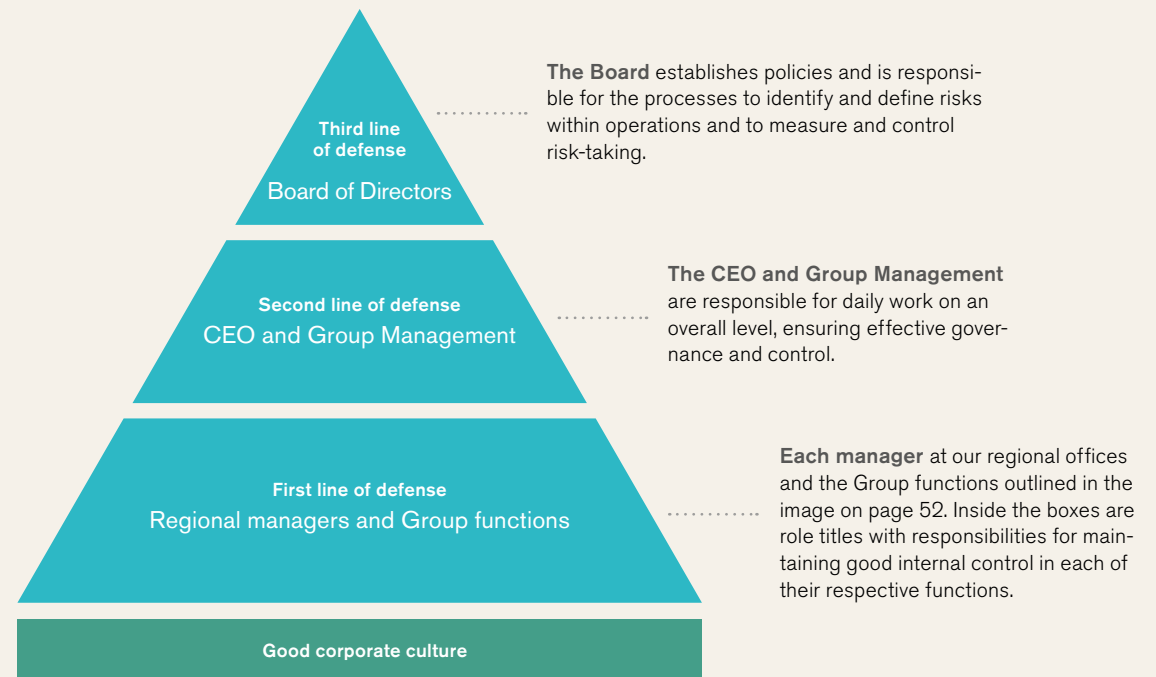 Third line
of defense
Board of Directors
The Board establishes policies and is responsi-
ble for the processes to identify and define risks
within operations and to measure and control
risk-taking.
Second line of defense
CEO and Group Management
The CEO and Group Management
are responsible for daily work on an
overall level, ensuring effective gover-
nance and control.
First line of defense
Regional managers and Group functions
Each manager at our regional offices
and the Group functions outlined in the
image on page 52. Inside the boxes are
role titles with responsibilities for main-
taining good internal control in each of
their respective functions.
Good corporate culture